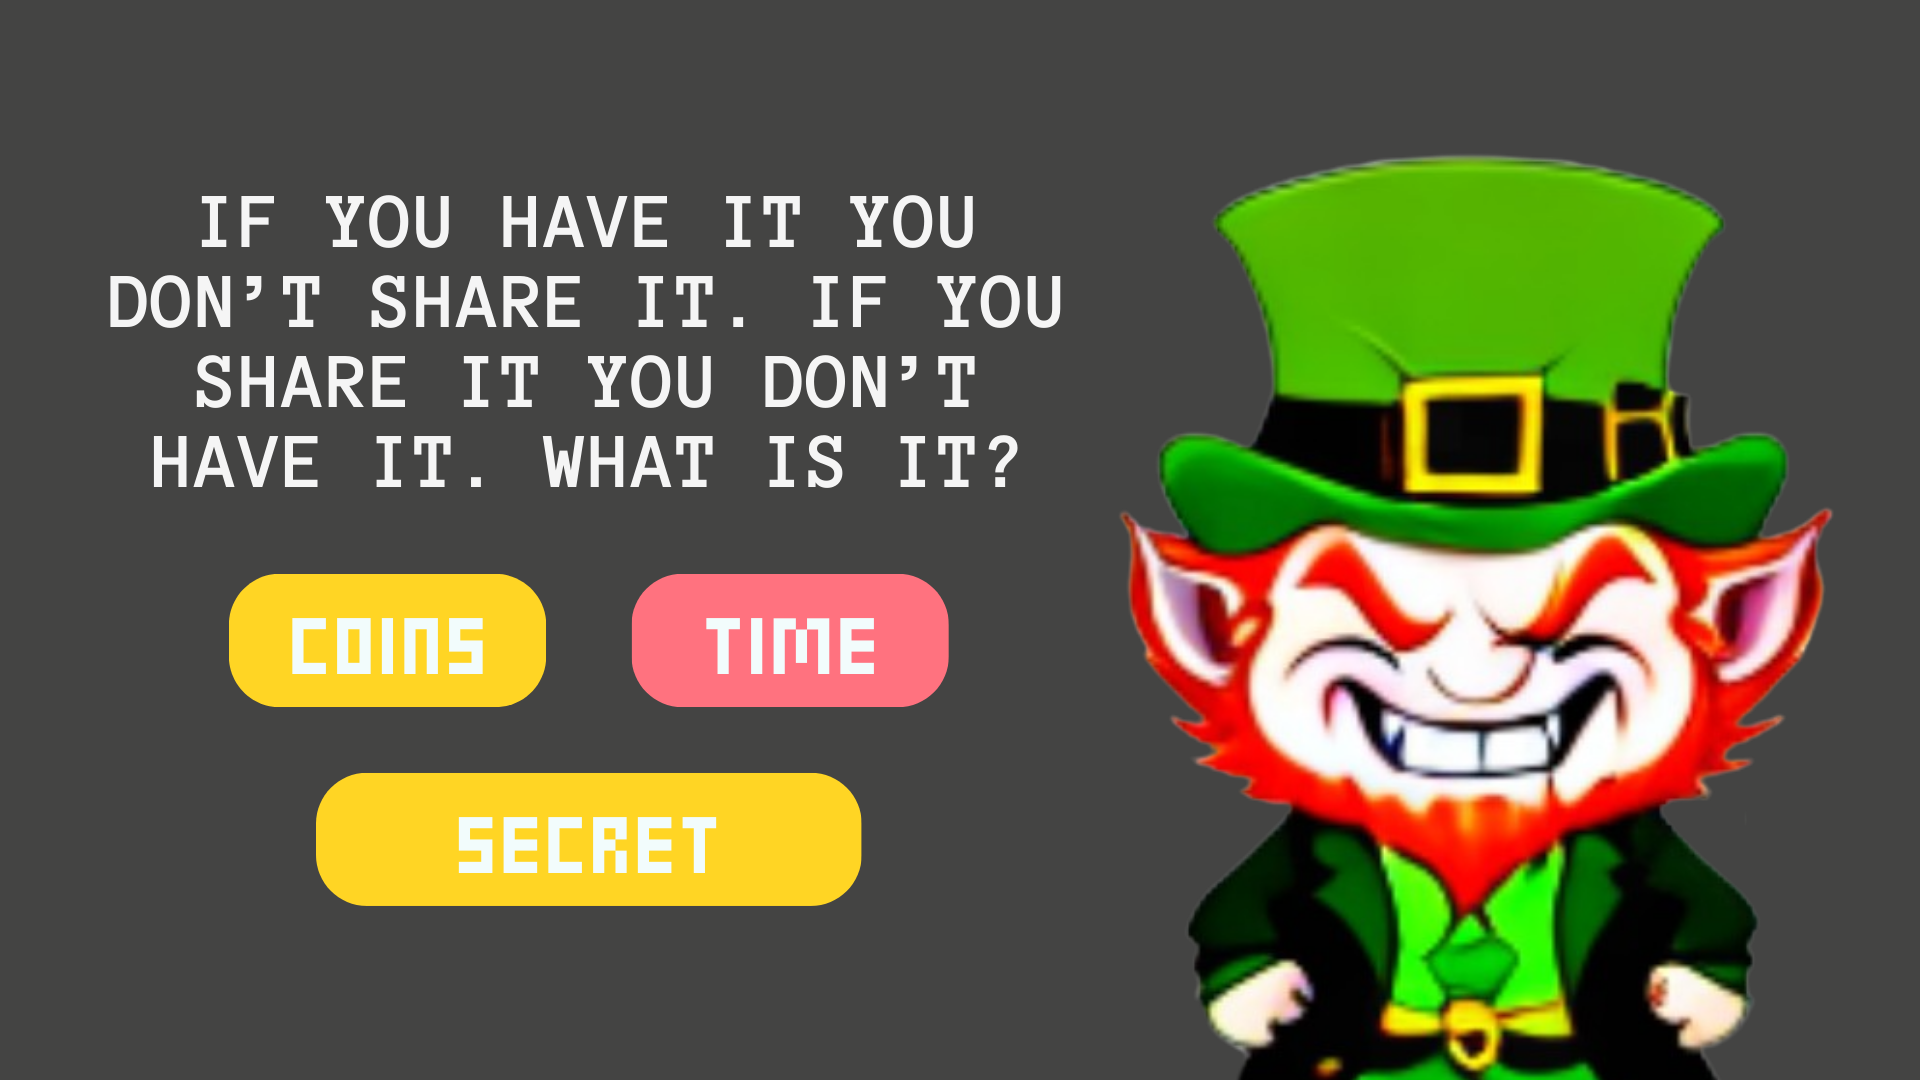 IF YOU HAVE IT YOU
DON’T SHARE IT. IF YOU
SHARE IT YOU DON’T
HAVE IT. WHAT IS IT?
COINS
TIME
SECRET